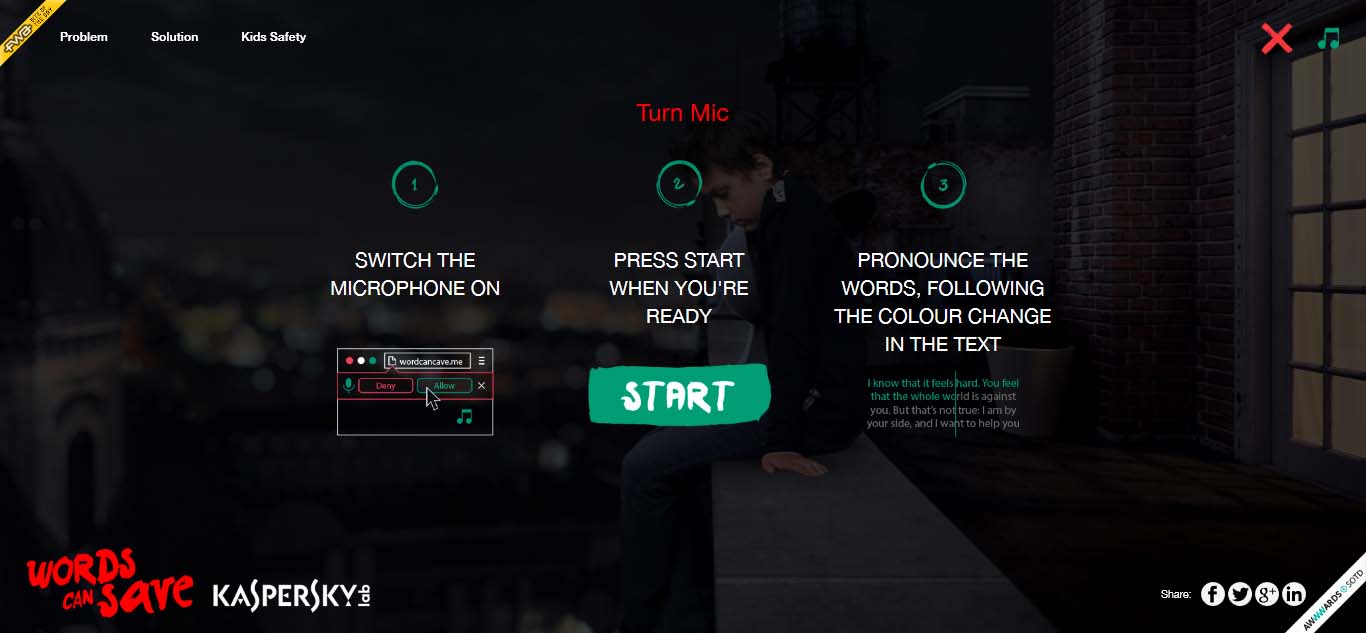 FWA SITE OF THE DAY
Problem
Solution
Kids Safety
Turn Mic
1
2
3
SWITCH THE
MICROPHONE ON
PRESS START
WHEN YOU'RE
READY
PRONOUNCE THE
WORDS, FOLLOWING
THE COLOUR CHANGE
IN THE TEXT
wordcancave.me
Deny
Allow
START
I know that it feels hard. You feel
that the whole world is against
you. But that's not true: I am by
your side, and I want to help you
WORDS
CAN save
KASPERSKY lab
Share:
f
g+
in
AWWWARDS SOTD